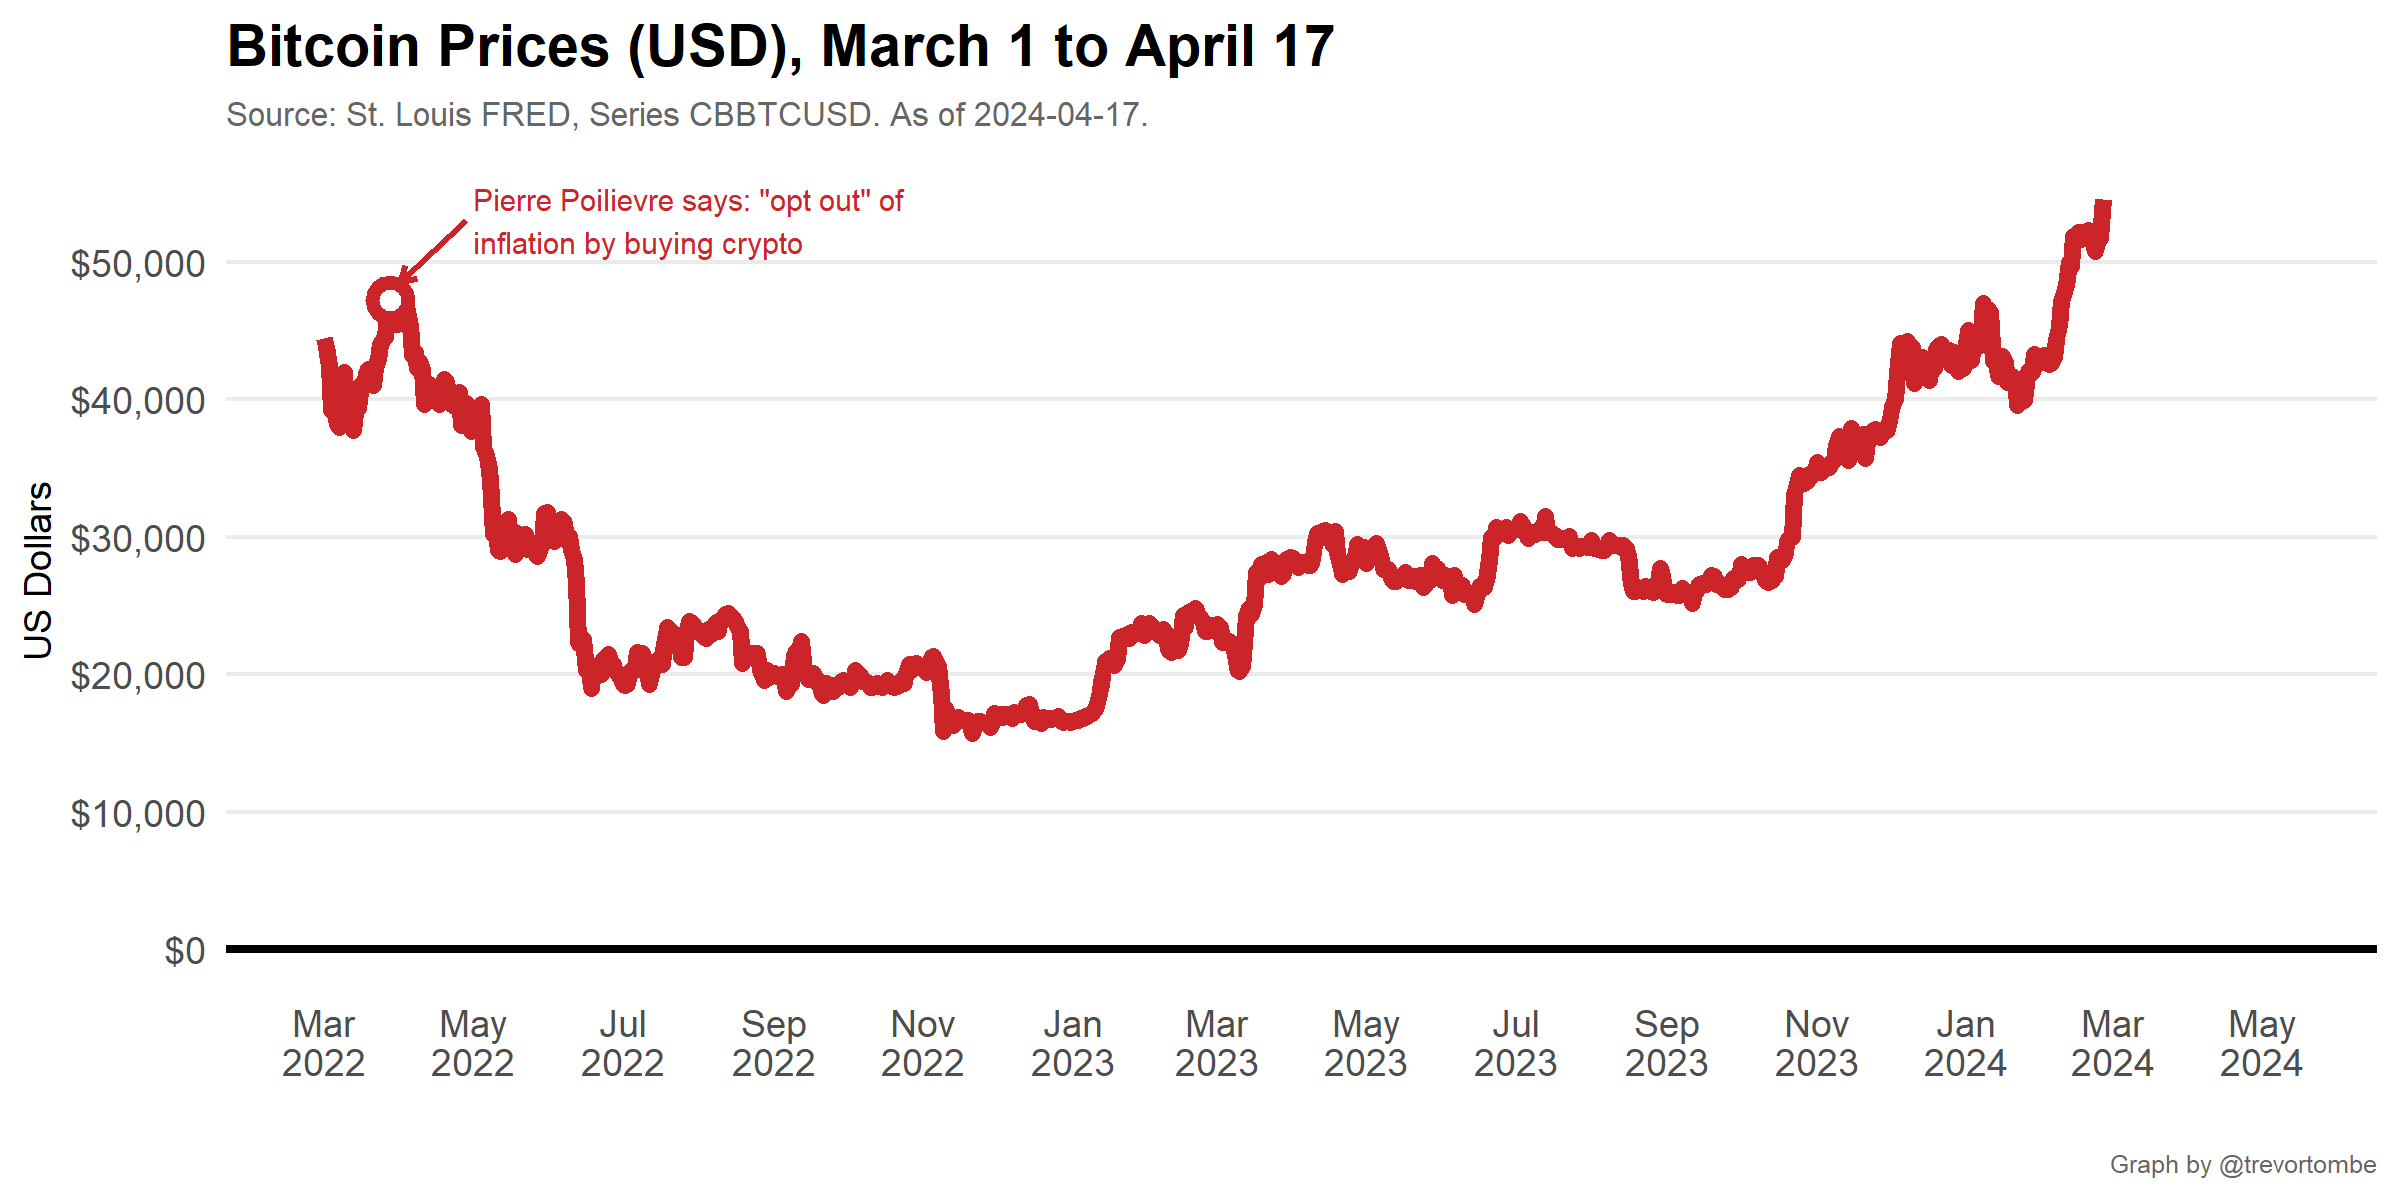 Bitcoin Prices (USD), March 1 to April 17
Source: St. Louis FRED, Series CBBTCUSD. As of 2024-04-17.
Pierre Poilievre says: "opt out" of
inflation by buying crypto
US Dollars
$50,000
$40,000
$30,000
$20,000
$10,000
$0
Mar May Jul Sep Nov Jan Mar May Jul Sep Nov Jan Mar May
2022 2022 2022 2022 2022 2023 2023 2023 2023 2023 2023 2024 2024 2024
Graph by @trevortombe